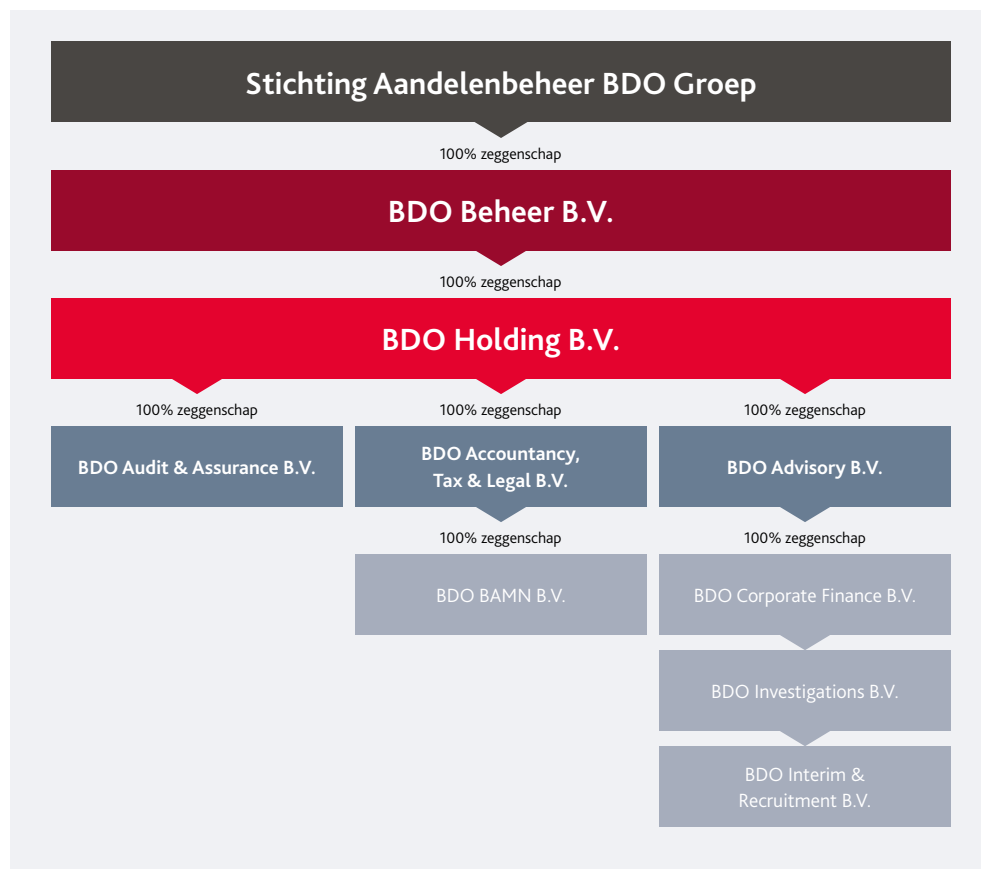 Stichting Aandelenbeheer BDO Groep
100% zeggenschap
BDO Beheer B.V.
100% zeggenschap
BDO Holding B.V.
100% zeggenschap
100% zeggenschap
100% zeggenschap
BDO Audit & Assurance B.V.
BDO Accountancy,
Tax & Legal B.V.
BDO Advisory B.V.
100% zeggenschap
100% zeggenschap
BDO BAMN B.V.
BDO Corporate Finance B.V.
BDO Investigations B.V.
BDO Interim &
Recruitment B.V.